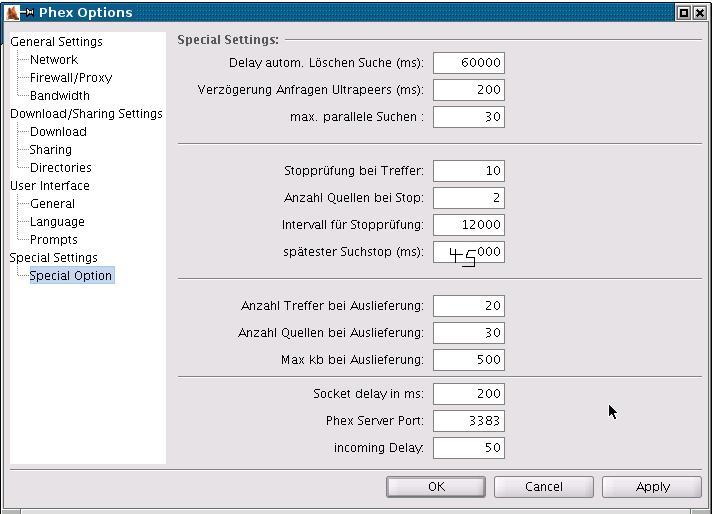 Phex Options
General Settings
Network
Firewall/Proxy
Bandwidth
Download/Sharing Settings
Download
Sharing
Directories
User Interface
General
Language
Prompts
Special Settings
Special Option
Special Settings:
Delay autom. Löschen Suche (ms): 60000
Verzögerung Anfragen Ultrapeers (ms): 200
max. parallele Suchen : 30
Stopprüfung bei Treffer: 10
Anzahl Quellen bei Stop: 2
Intervall für Stopprüfung: 12000
spätester Suchstop (ms): 45000
Anzahl Treffer bei Auslieferung: 20
Anzahl Quellen bei Auslieferung: 30
Max kb bei Auslieferung: 500
Socket delay in ms: 200
Phex Server Port: 3383
incoming Delay: 50
OK Cancel Apply